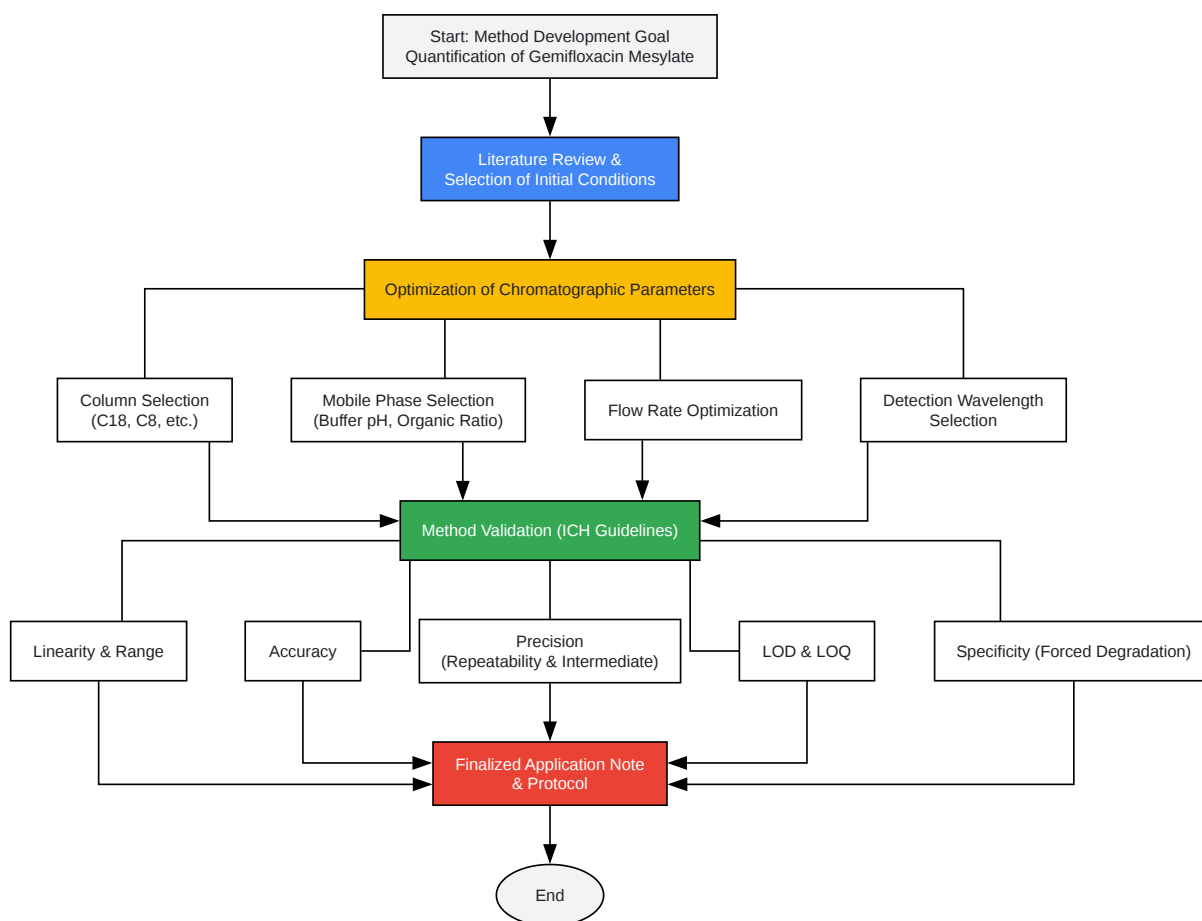 Start: Method Development Goal
Quantification of Gemifloxacin Mesylate
Literature Review &
Selection of Initial Conditions
Optimization of Chromatographic Parameters
Column Selection
(C18, C8, etc.)
Mobile Phase Selection
(Buffer pH, Organic Ratio)
Flow Rate Optimization
Detection Wavelength
Selection
Method Validation (ICH Guidelines)
Linearity & Range
Accuracy
Precision
(Repeatability & Intermediate)
LOD & LOQ
Specificity (Forced Degradation)
Finalized Application Note
& Protocol
End